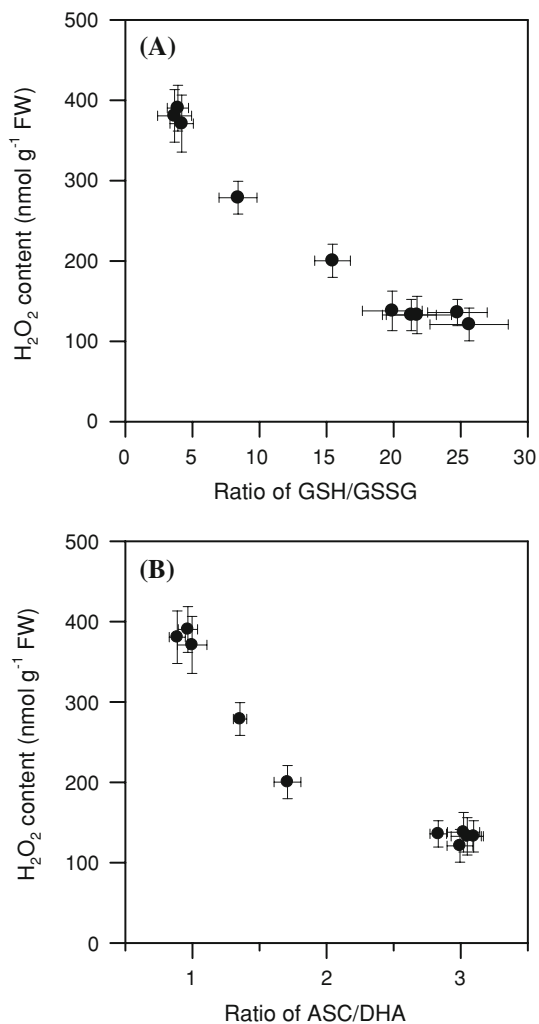 (A)
500
400
300
200
100
0
H₂O₂ content (nmol g⁻¹ FW)
0 5 10 15 20 25 30
Ratio of GSH/GSSG
(B)
500
400
300
200
100
0
H₂O₂ content (nmol g⁻¹ FW)
1 2 3
Ratio of ASC/DHA